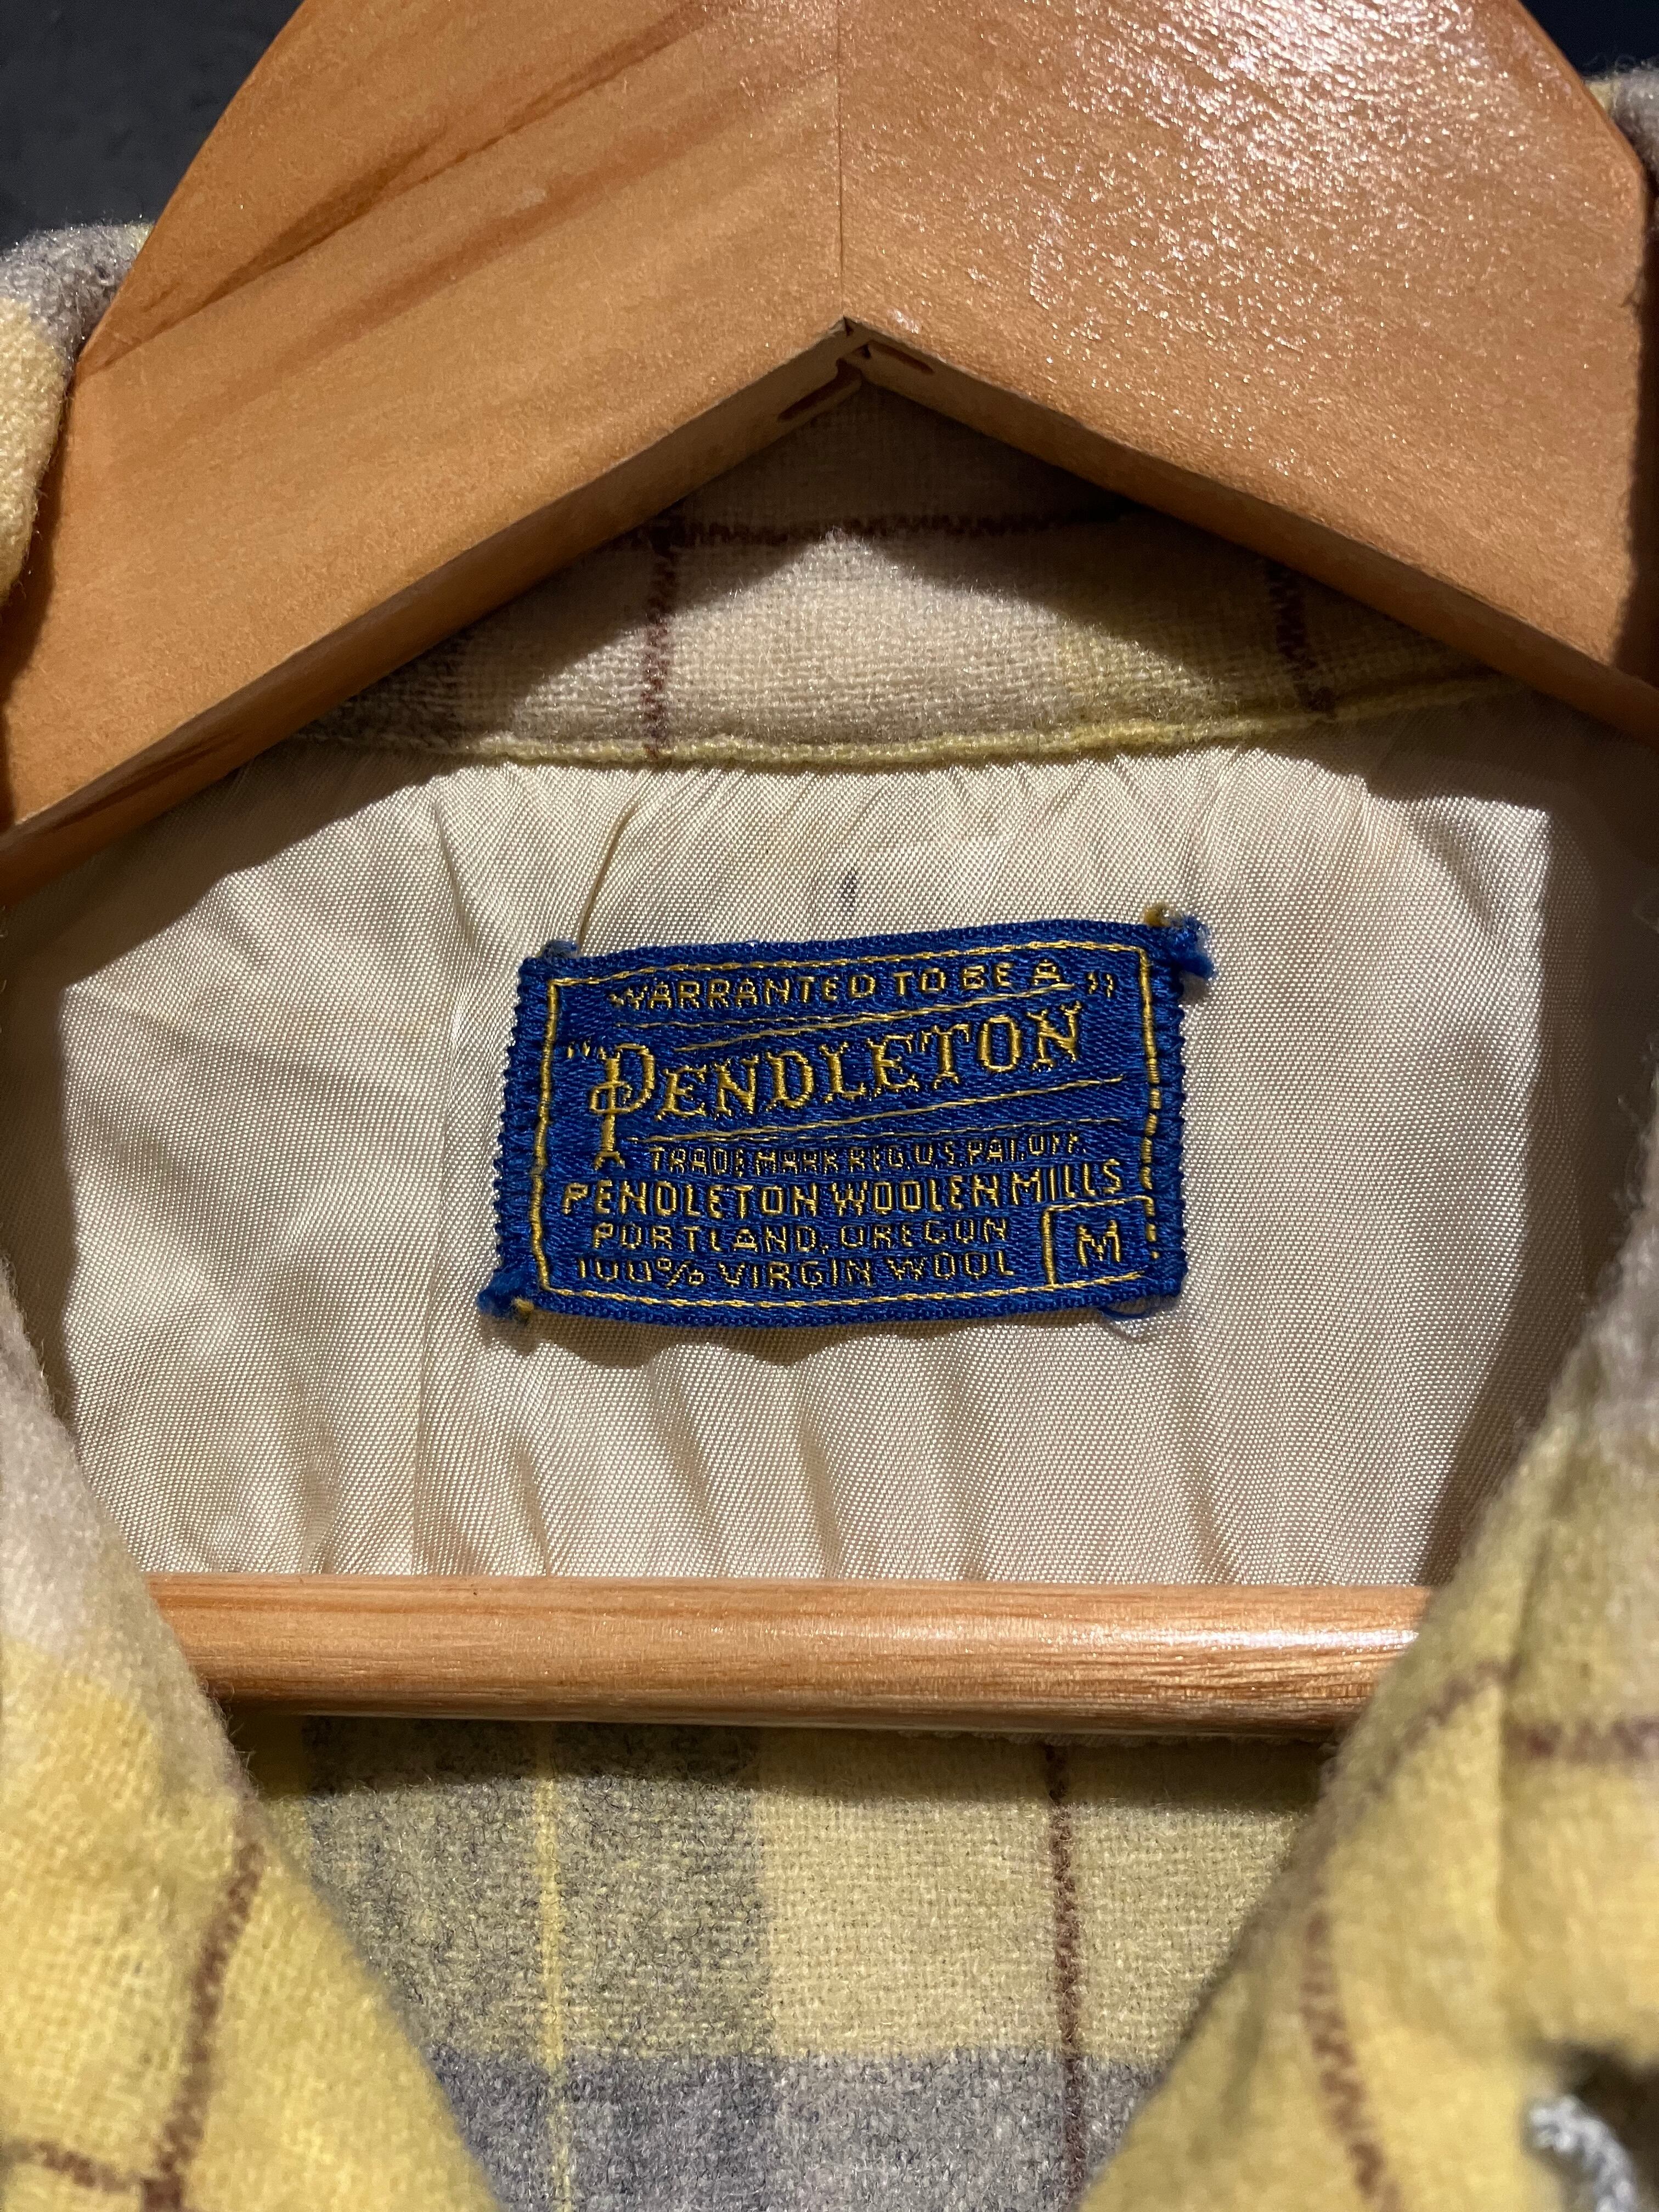 WARRANTED TO BE A "
"PENDLETON
TRADE MARK REG. U.S. PAT. OFF.
PENDLETON WOOLEN MILLS
PORTLAND, OREGON
100% VIRGIN WOOL
M